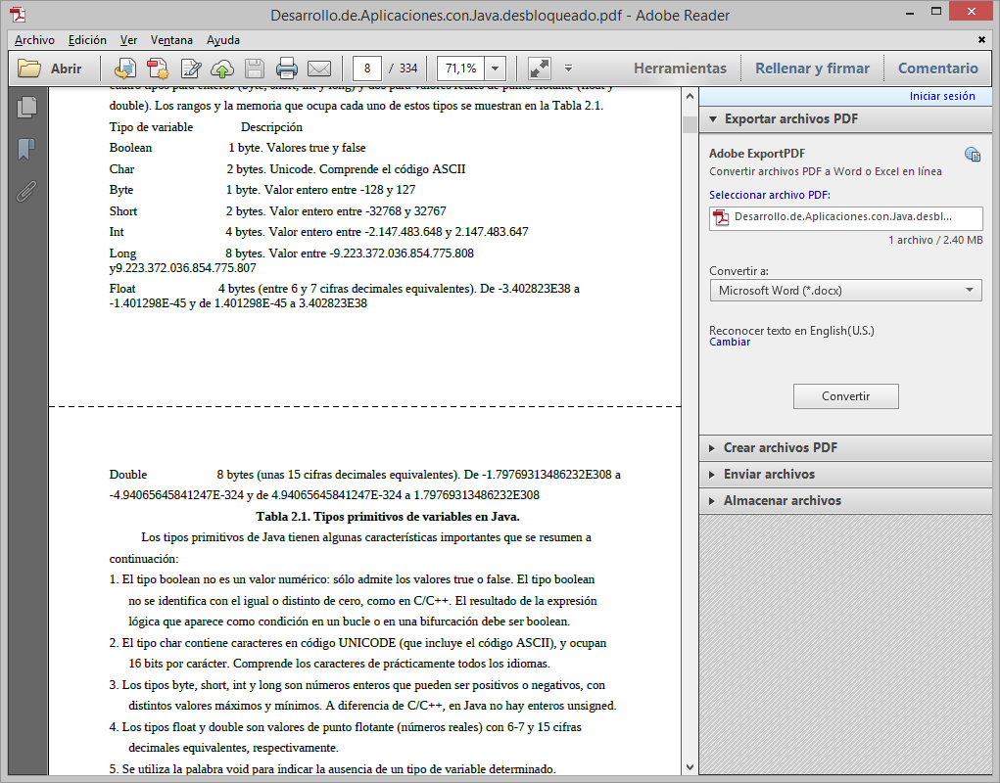 Desarrollo.de.Aplicaciones.con.Java.desbloqueado.pdf - Adobe Reader
Archivo Edición Ver Ventana Ayuda
Abrir 8 / 334 71,1% Herramientas Rellenar y firmar Comentario
cuatro tipos para enteros (byte, short, int y long) y dos para valores reales de punto flotante (float y
double). Los rangos y la memoria que ocupa cada uno de estos tipos se muestran en la Tabla 2.1.
Tipo de variable Descripción
Boolean 1 byte. Valores true y false
Char 2 bytes. Unicode. Comprende el código ASCII
Byte 1 byte. Valor entero entre -128 y 127
Short 2 bytes. Valor entero entre -32768 y 32767
Int 4 bytes. Valor entero entre -2.147.483.648 y 2.147.483.647
Long 8 bytes. Valor entre -9.223.372.036.854.775.808
y9.223.372.036.854.775.807
Float 4 bytes (entre 6 y 7 cifras decimales equivalentes). De -3.402823E38 a
-1.401298E-45 y de 1.401298E-45 a 3.402823E38
Double 8 bytes (unas 15 cifras decimales equivalentes). De -1.79769313486232E308 a
-4.94065645841247E-324 y de 4.94065645841247E-324 a 1.79769313486232E308
Tabla 2.1. Tipos primitivos de variables en Java.
Los tipos primitivos de Java tienen algunas características importantes que se resumen a
continuación:
1. El tipo boolean no es un valor numérico: sólo admite los valores true o false. El tipo boolean
no se identifica con el igual o distinto de cero, como en C/C++. El resultado de la expresión
lógica que aparece como condición en un bucle o en una bifurcación debe ser boolean.
2. El tipo char contiene caracteres en código UNICODE (que incluye el código ASCII), y ocupan
16 bits por carácter. Comprende los caracteres de prácticamente todos los idiomas.
3. Los tipos byte, short, int y long son números enteros que pueden ser positivos o negativos, con
distintos valores máximos y mínimos. A diferencia de C/C++, en Java no hay enteros unsigned.
4. Los tipos float y double son valores de punto flotante (números reales) con 6-7 y 15 cifras
decimales equivalentes, respectivamente.
5. Se utiliza la palabra void para indicar la ausencia de un tipo de variable determinado.
Iniciar sesión
Exportar archivos PDF
Adobe ExportPDF
Convertir archivos PDF a Word o Excel en línea
Seleccionar archivo PDF:
Desarrollo.de.Aplicaciones.con.Java.desbl...
1 archivo / 2.40 MB
Convertir a:
Microsoft Word (*.docx)
Reconocer texto en English(U.S.)
Cambiar
Convertir
Crear archivos PDF
Enviar archivos
Almacenar archivos